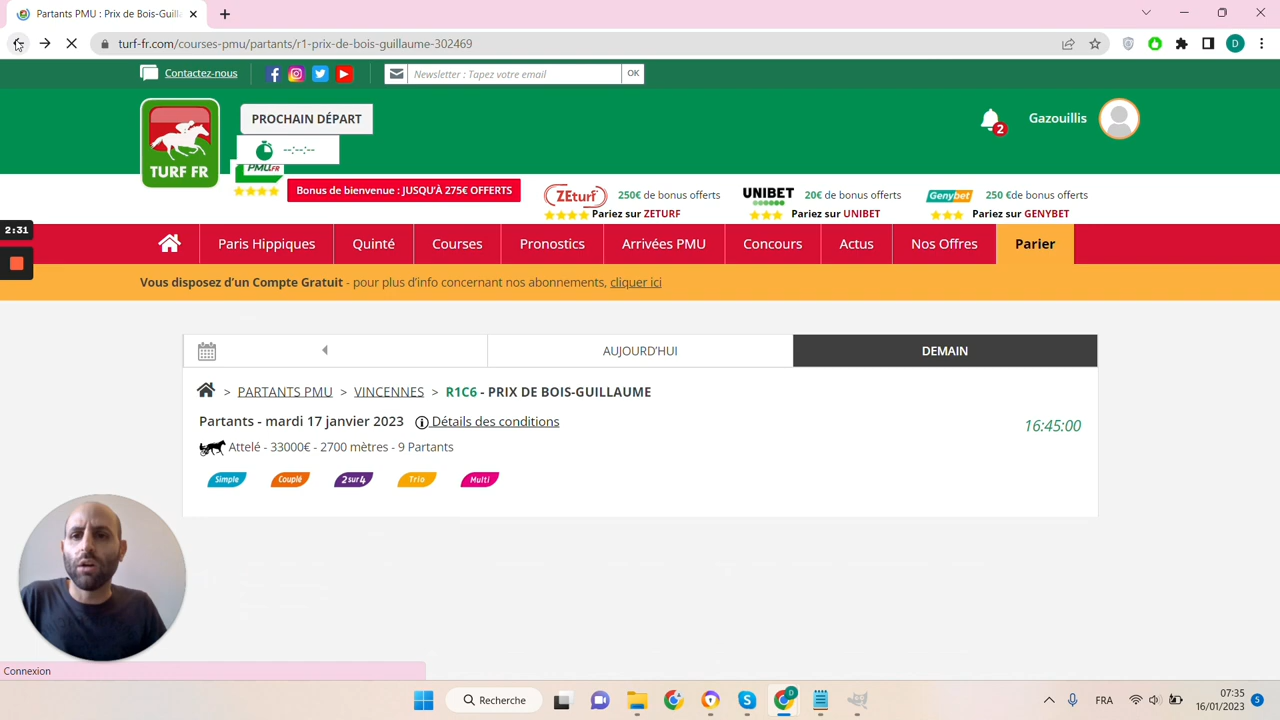 Partants PMU : Prix de Bois-Guill
turf-fr.com/courses-pmu/partants/r1-prix-de-bois-guillaume-302469
D
Contactez-nous
Newsletter : Tapez votre email
OK
TURF FR
PROCHAIN DÉPART
--:--:--
2
Gazouillis
PMU.FR
Bonus de bienvenue : JUSQU'À 275€ OFFERTS
ZEturf
250€ de bonus offerts
Pariez sur ZETURF
UNIBET
20€ de bonus offerts
Pariez sur UNIBET
Genybet
250 €de bonus offerts
Pariez sur GENYBET
2:31
Paris Hippiques
Quinté
Courses
Pronostics
Arrivées PMU
Concours
Actus
Nos Offres
Parier
Vous disposez d'un Compte Gratuit - pour plus d'info concernant nos abonnements, cliquer ici
AUJOURD'HUI
DEMAIN
> PARTANTS PMU > VINCENNES > R1C6 - PRIX DE BOIS-GUILLAUME
Partants - mardi 17 janvier 2023 Détails des conditions
16:45:00
Attelé - 33000€ - 2700 mètres - 9 Partants
Simple
Couplé
2sur4
Trio
Multi
Connexion
Recherche
D
FRA
07:35
16/01/2023
5